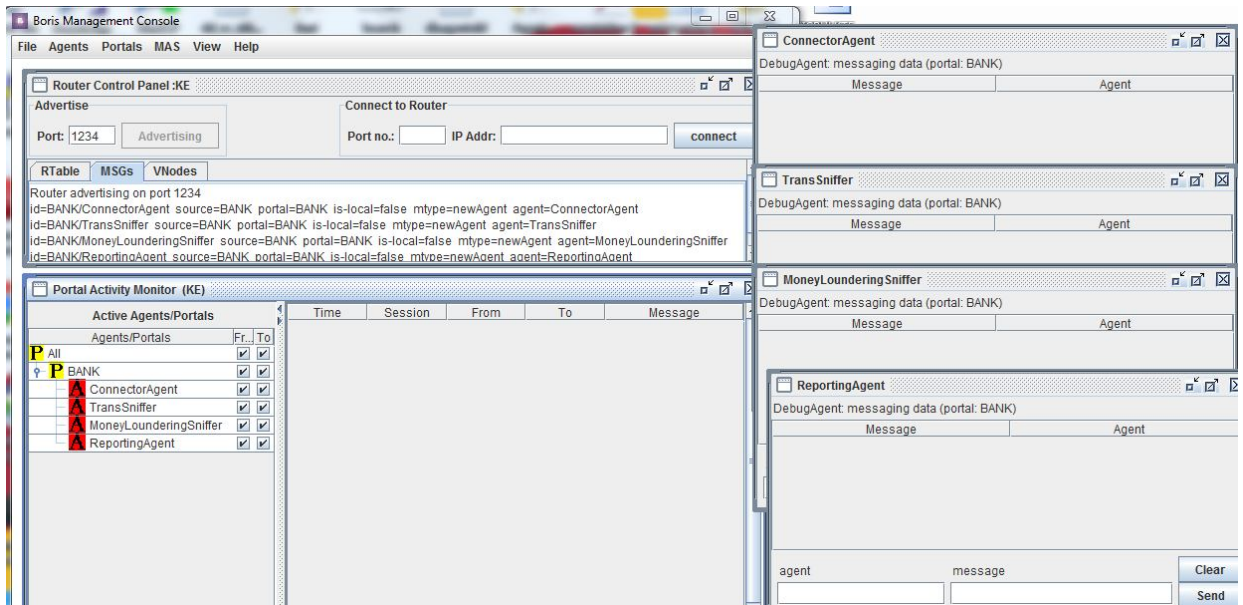 Boris Management Console
File Agents Portals MAS View Help
Router Control Panel :KE
Advertise
Port: 1234 Advertising
Connect to Router
Port no.: IP Addr: connect
RTable MSGs VNodes
Router advertising on port 1234
id=BANK/ConnectorAgent source=BANK portal=BANK is-local=false mtype=newAgent agent=ConnectorAgent
id=BANK/TransSniffer source=BANK portal=BANK is-local=false mtype=newAgent agent=TransSniffer
id=BANK/MoneyLounderingSniffer source=BANK portal=BANK is-local=false mtype=newAgent agent=MoneyLounderingSniffer
id=BANK/ReportingAgent source=BANK portal=BANK is-local=false mtype=newAgent agent=ReportingAgent
Portal Activity Monitor (KE)
Active Agents/Portals
Agents/Portals Fr... To
P All
P BANK
A ConnectorAgent
A TransSniffer
A MoneyLounderingSniffer
A ReportingAgent
Time Session From To Message
ConnectorAgent
DebugAgent: messaging data (portal: BANK)
Message Agent
TransSniffer
DebugAgent: messaging data (portal: BANK)
Message Agent
MoneyLounderingSniffer
DebugAgent: messaging data (portal: BANK)
Message Agent
ReportingAgent
DebugAgent: messaging data (portal: BANK)
Message Agent
agent message Clear
Send